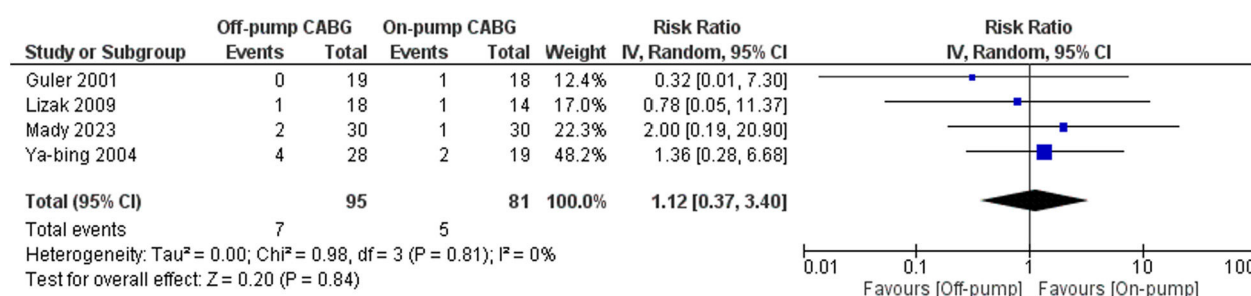 Off-pump CABG On-pump CABG Risk Ratio Risk Ratio
Study or Subgroup Events Total Events Total Weight IV, Random, 95% CI IV, Random, 95% CI
Guler 2001 0 19 1 18 12.4% 0.32 [0.01, 7.30]
Lizak 2009 1 18 1 14 17.0% 0.78 [0.05, 11.37]
Mady 2023 2 30 1 30 22.3% 2.00 [0.19, 20.90]
Ya-bing 2004 4 28 2 19 48.2% 1.36 [0.28, 6.68]
Total (95% CI) 95 81 100.0% 1.12 [0.37, 3.40]
Total events 7 5
Heterogeneity: Tau² = 0.00; Chi² = 0.98, df = 3 (P = 0.81); I² = 0%
Test for overall effect: Z = 0.20 (P = 0.84)
0.01 0.1 1 10 100
Favours [Off-pump] Favours [On-pump]